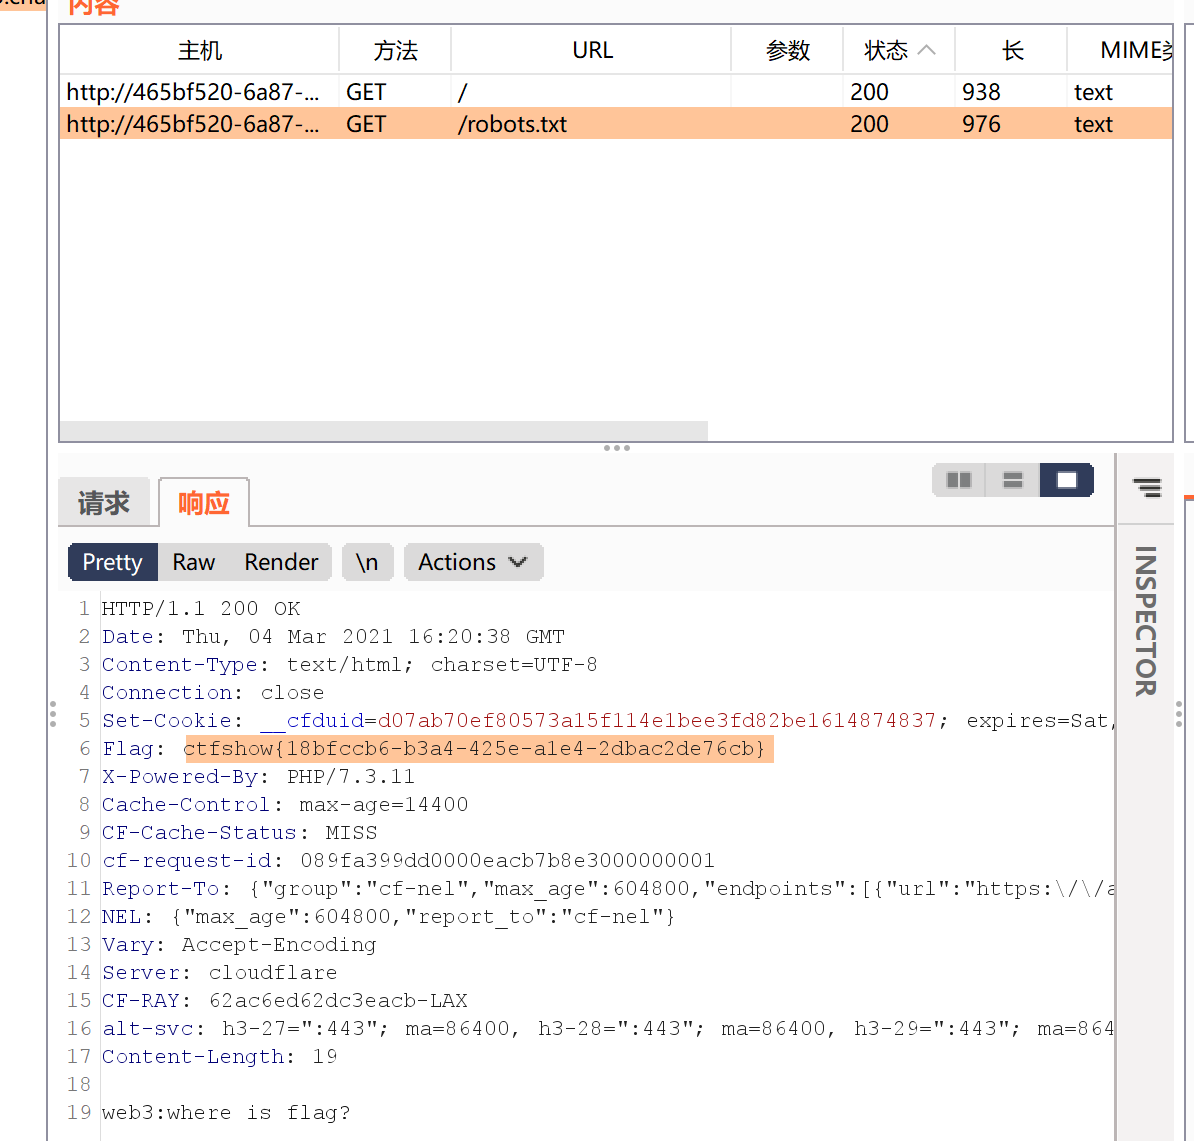 内容
主机 方法 URL 参数 状态 长 MIME类
http://465bf520-6a87-... GET / 200 938 text
http://465bf520-6a87-... GET /robots.txt 200 976 text
请求 响应
Pretty Raw Render \n Actions
INSPECTOR
1 HTTP/1.1 200 OK
2 Date: Thu, 04 Mar 2021 16:20:38 GMT
3 Content-Type: text/html; charset=UTF-8
4 Connection: close
5 Set-Cookie: __cfduid=d07ab70ef80573a15f114e1bee3fd82be1614874837; expires=Sat,
6 Flag: ctfshow{18bfccb6-b3a4-425e-a1e4-2dbac2de76cb}
7 X-Powered-By: PHP/7.3.11
8 Cache-Control: max-age=14400
9 CF-Cache-Status: MISS
10 cf-request-id: 089fa399dd0000eacb7b8e3000000001
11 Report-To: {"group":"cf-nel","max_age":604800,"endpoints":[{"url":"https:\/\/a
12 NEL: {"max_age":604800,"report_to":"cf-nel"}
13 Vary: Accept-Encoding
14 Server: cloudflare
15 CF-RAY: 62ac6ed62dc3eacb-LAX
16 alt-svc: h3-27=":443"; ma=86400, h3-28=":443"; ma=86400, h3-29=":443"; ma=864
17 Content-Length: 19
18
19 web3:where is flag?